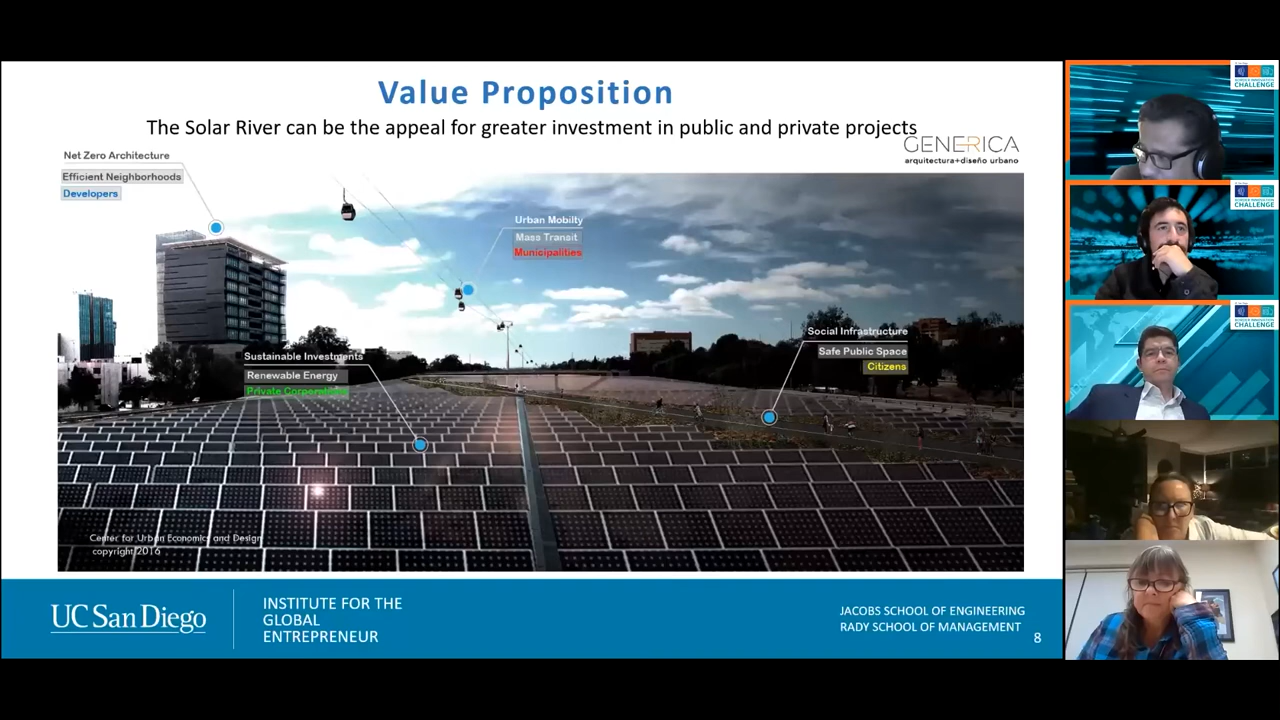 Value Proposition
The Solar River can be the appeal for greater investment in public and private projects
GENERICA
arquitectura+diseño urbano
Net Zero Architecture
Efficient Neighborhoods
Developers
Urban Mobilty
Mass Transit
Municipalities
Social Infrastructure
Safe Public Space
Citizens
Sustainable Investments
Renewable Energy
Private Corporations
Center for Urban Economics and Design
copyright 2016
UC San Diego
INSTITUTE FOR THE
GLOBAL
ENTREPRENEUR
JACOBS SCHOOL OF ENGINEERING
RADY SCHOOL OF MANAGEMENT
8
CHALLENGE
CHALLENGE
CHALLENGE